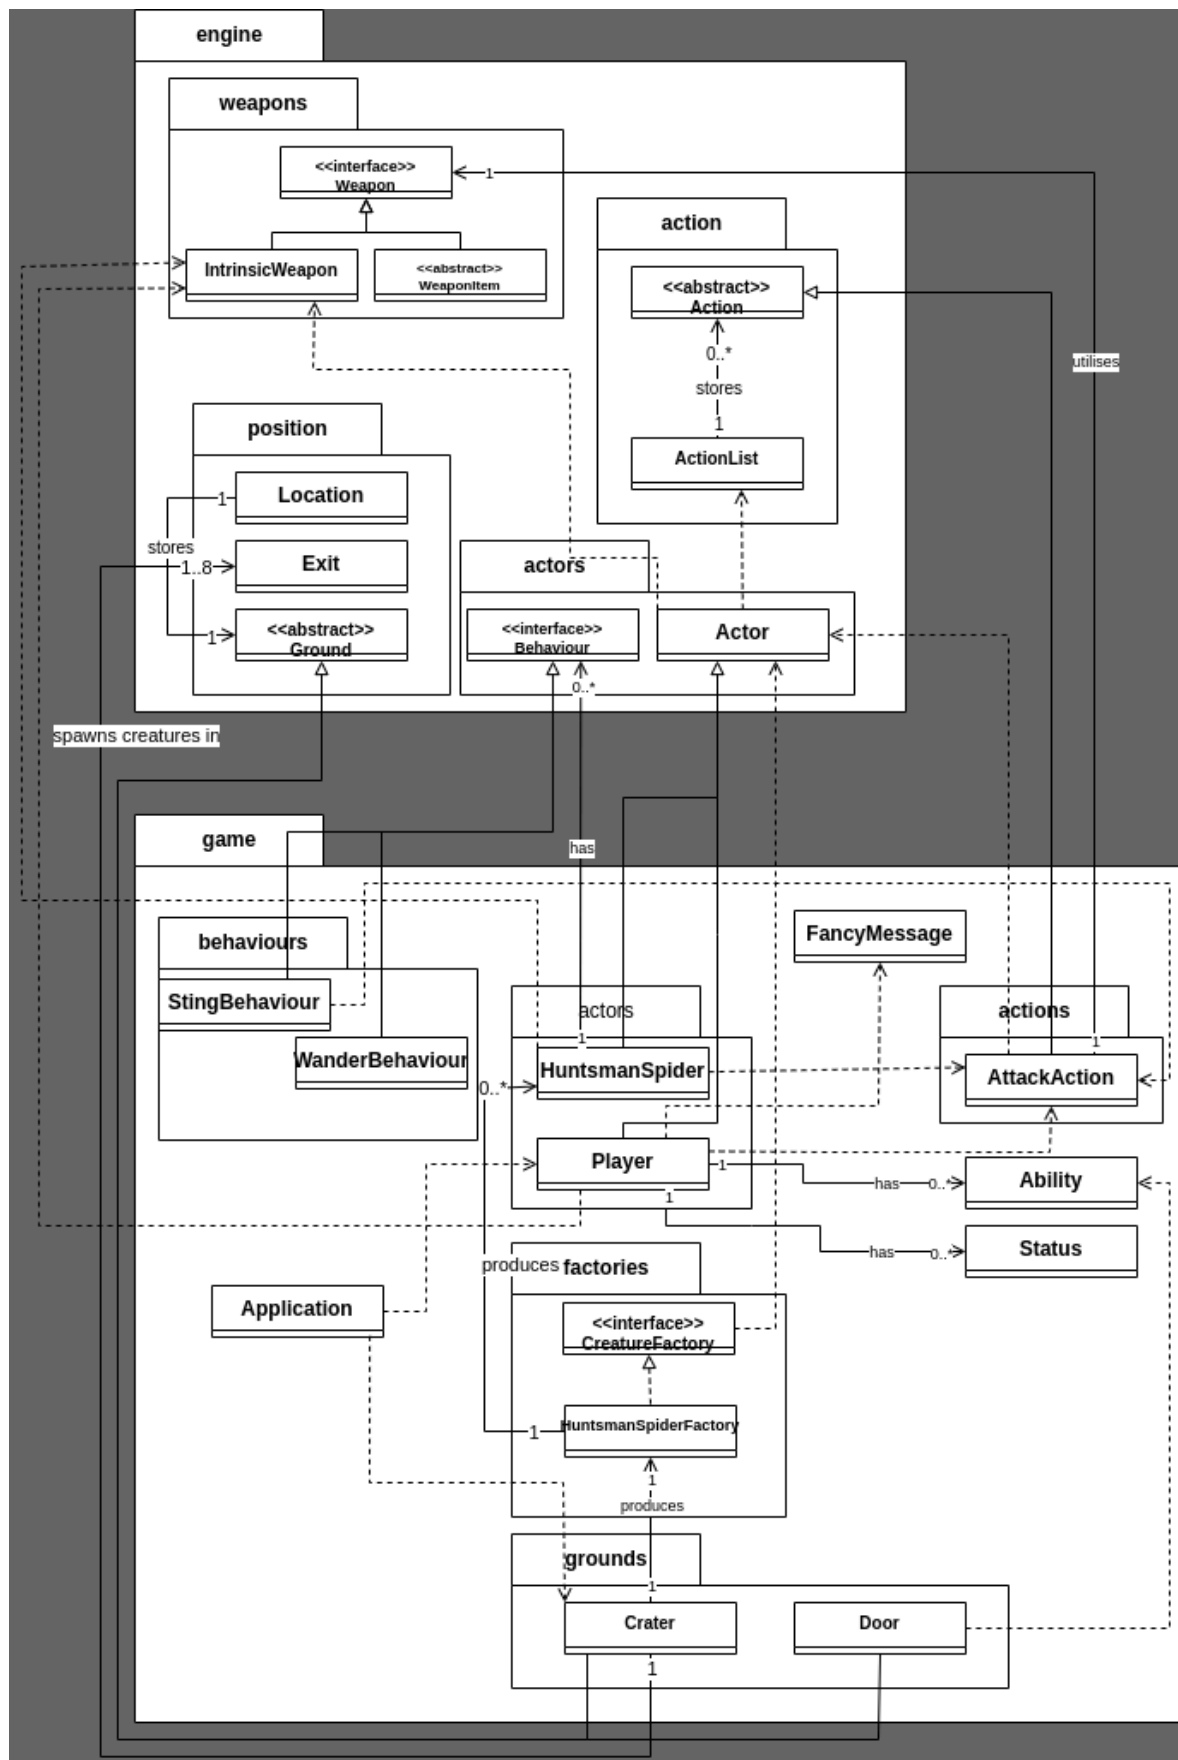 engine
weapons
<<interface>>
Weapon
1
action
IntrinsicWeapon
<<abstract>>
WeaponItem
<<abstract>>
Action
0..*
utilises
stores
1
position
ActionList
Location
1
stores
Exit
1..8
actors
<<abstract>>
Ground
1
<<interface>>
Behaviour
Actor
0..*
spawns creatures in
game
has
behaviours
FancyMessage
StingBehaviour
actors
actions
1
1
WanderBehaviour
HuntsmanSpider
AttackAction
0..*
Player
1
has
0..*
Ability
1
has
0..*
Status
produces
factories
Application
<<interface>>
CreatureFactory
HuntsmanSpiderFactory
1
1
produces
grounds
1
Crater
Door
1